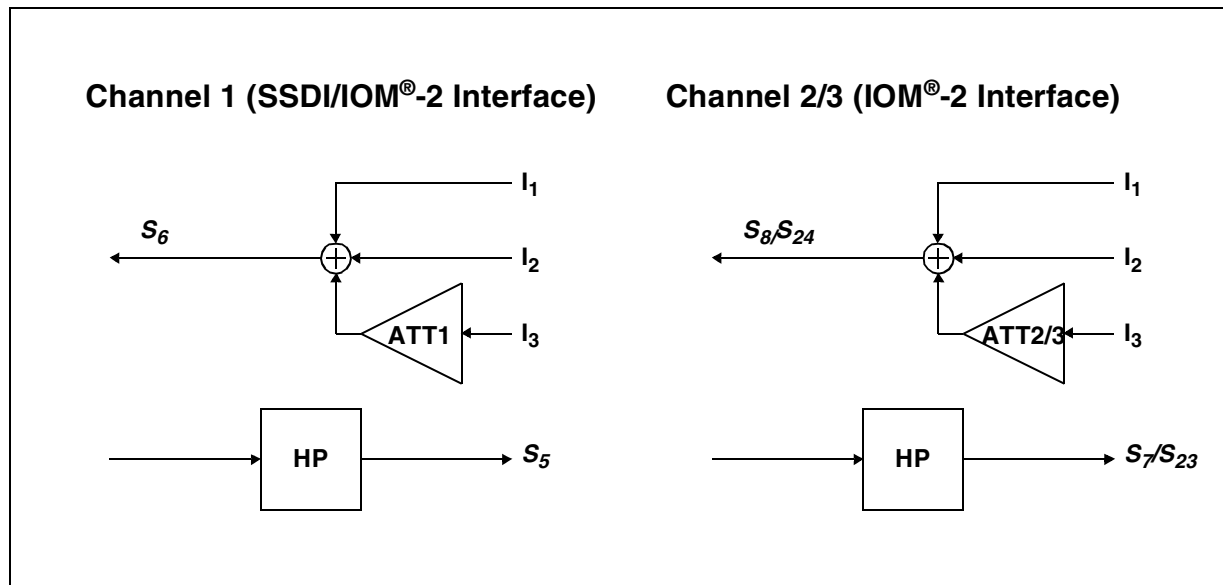 Channel 1 (SSDI/IOM®-2 Interface)
I1
S6
I2
ATT1
I3
HP
S5
Channel 2/3 (IOM®-2 Interface)
I1
S8/S24
I2
ATT2/3
I3
HP
S7/S23